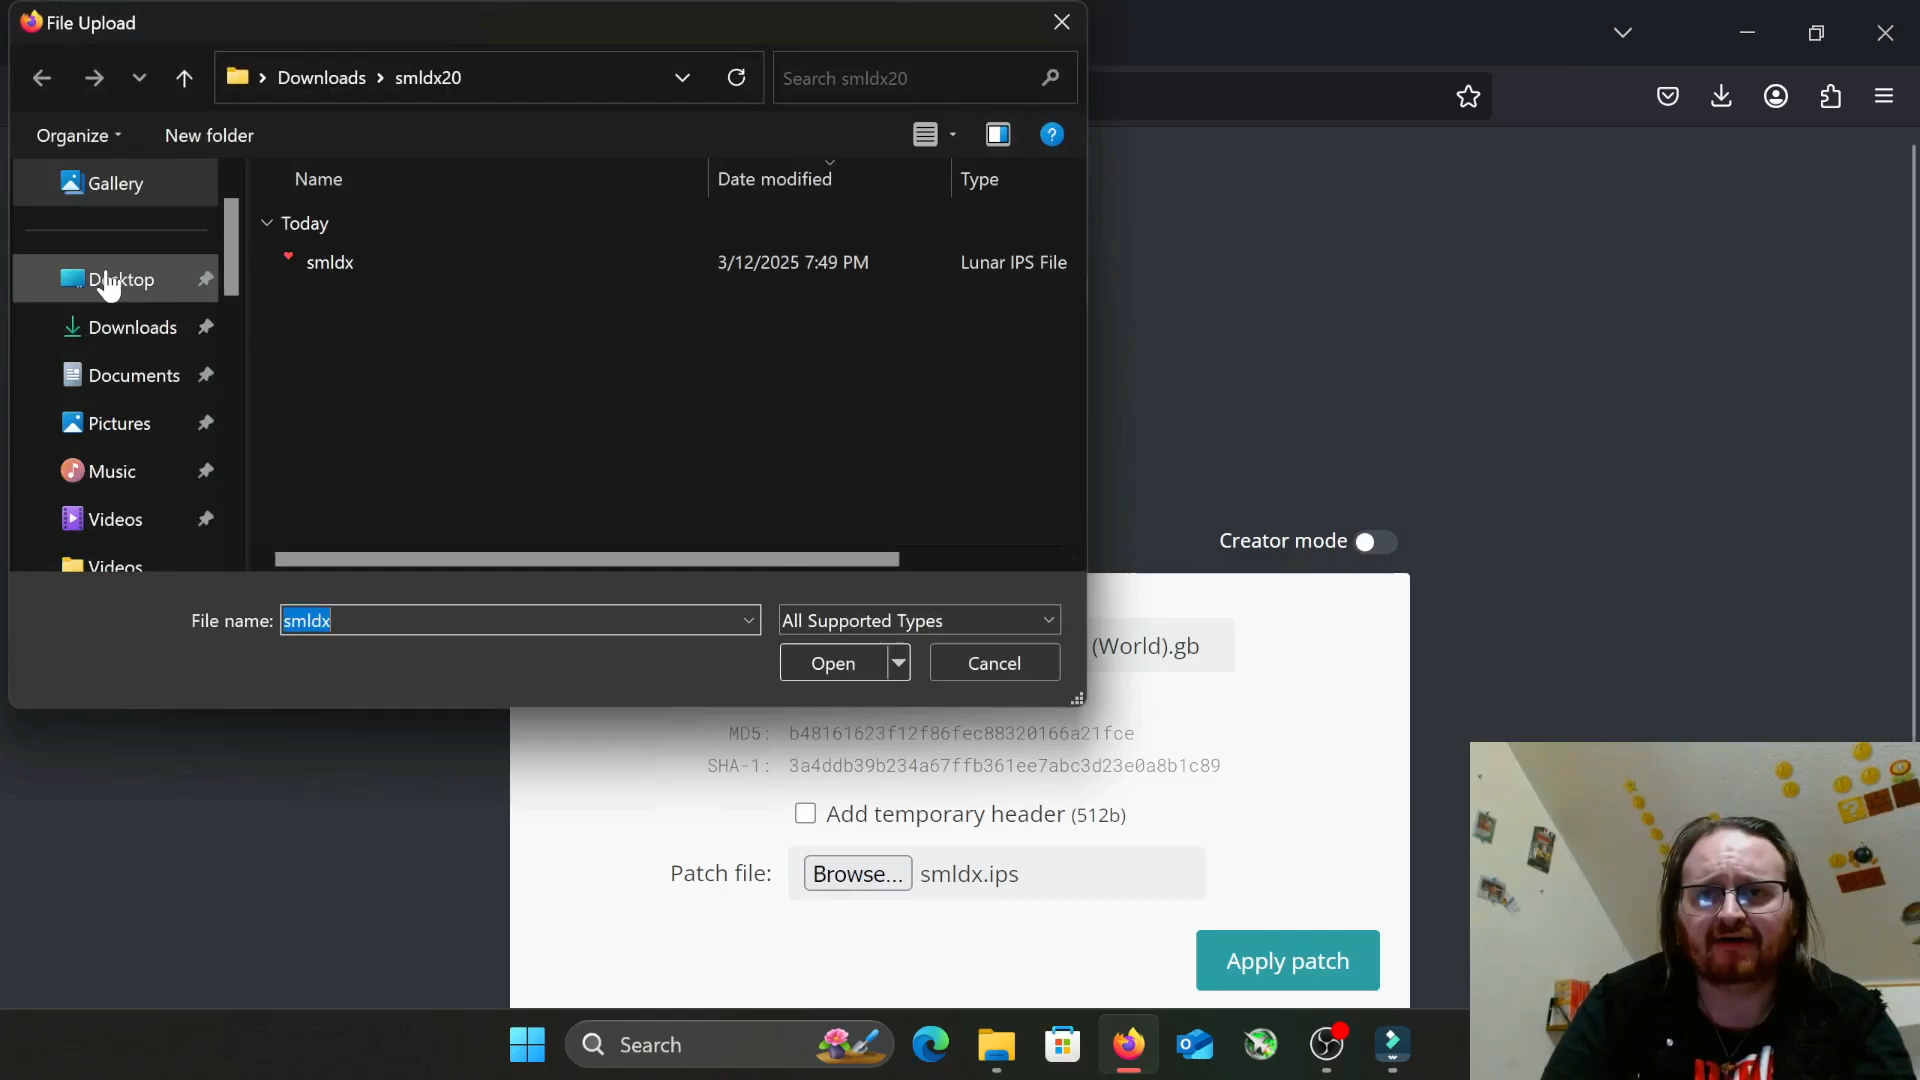 File Upload
Downloads
smldx20
Search smldx20
Organize
New folder
?
Name
Date modified
Type
Gallery
Today
smldx
3/12/2025 7:49 PM
Lunar IPS File
Desktop
Downloads
Documents
Pictures
Music
Videos
Videos
Creator mode
File name:
smldx
All Supported Types
Open
Cancel
(World).gb
MD5: b48161623f12f86fec88320166a21fce
SHA-1: 3a4ddb39b234a67ffb361ee7abc3d23e0a8b1c89
Add temporary header (512b)
Patch file:
Browse...
smldx.ips
Apply patch
Search